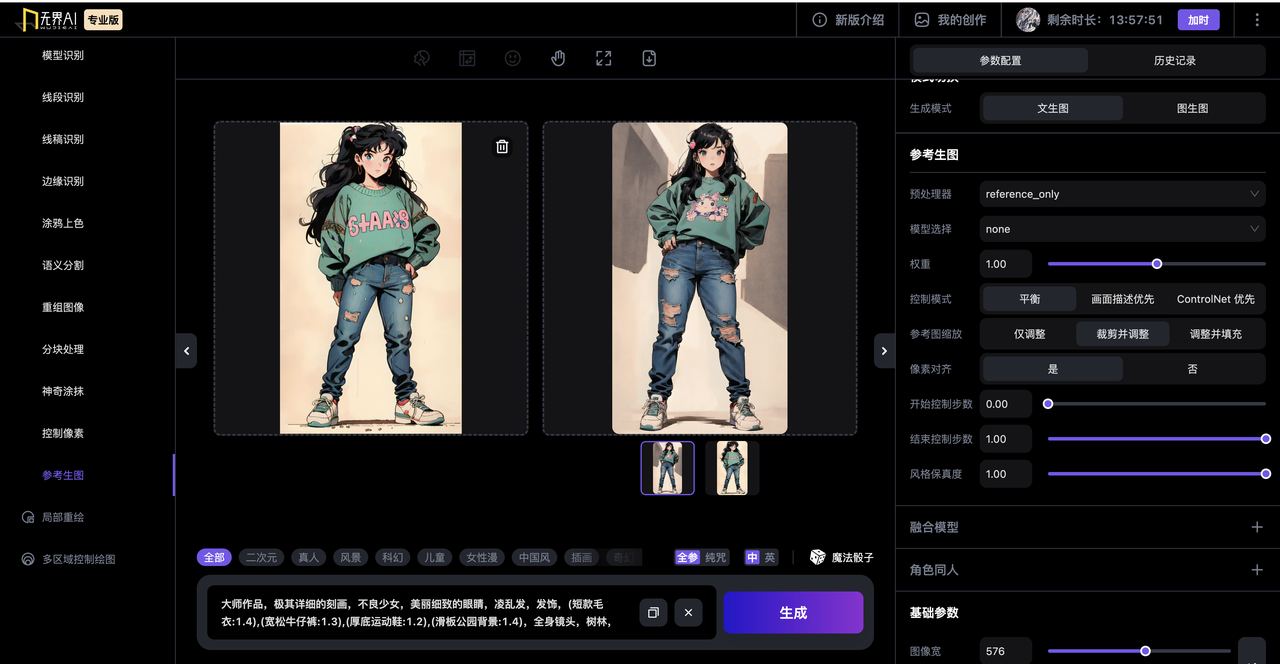 无界AI 专业版
WUJIEAI
新版介绍
我的创作
剩余时长：13:57:51
加时
模型识别
线段识别
线稿识别
边缘识别
涂鸦上色
语义分割
重组图像
分块处理
神奇涂抹
控制像素
参考生图
局部重绘
多区域控制绘图
StAAS
全部 二次元 真人 风景 科幻 儿童 女性漫 中国风 插画 奇幻
全参 纯咒 中 英 魔法骰子
大师作品，极其详细的刻画，不良少女，美丽细致的眼睛，凌乱发，发饰，(短款毛
衣:1.4),(宽松牛仔裤:1.3),(厚底运动鞋:1.2),(滑板公园背景:1.4)，全身镜头，树林，
生成
参数配置 历史记录
生成模式 文生图 图生图
参考生图
预处理器 reference_only
模型选择 none
权重 1.00
控制模式 平衡 画面描述优先 ControlNet 优先
参考图缩放 仅调整 裁剪并调整 调整并填充
像素对齐 是 否
开始控制步数 0.00
结束控制步数 1.00
风格保真度 1.00
融合模型
角色同人
基础参数
图像宽 576